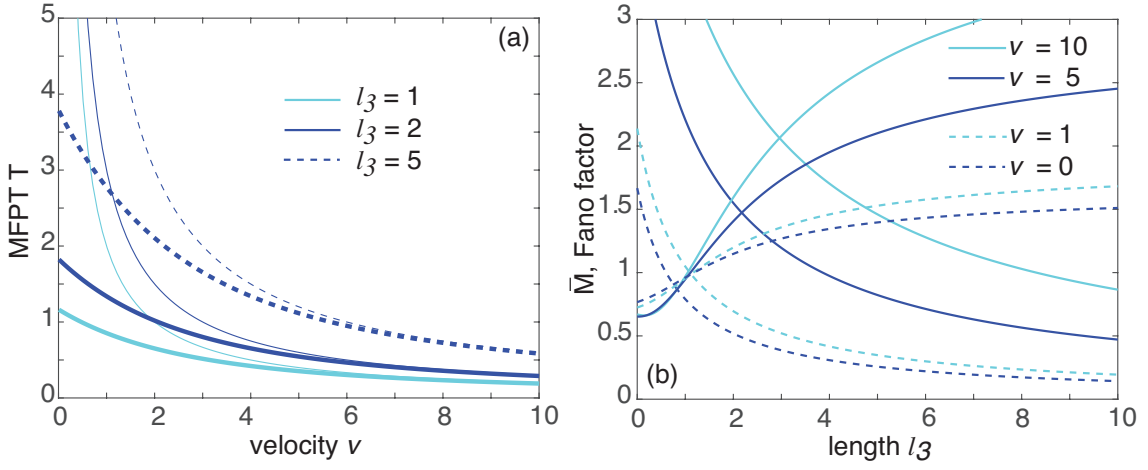 (a)
MFPT T
5
4
3
2
1
0
l3 = 1
l3 = 2
l3 = 5
0 2 4 6 8 10
velocity v
(b)
M̅, Fano factor
3
2.5
2
1.5
1
0.5
0
v = 10
v = 5
v = 1
v = 0
0 2 4 6 8 10
length l3